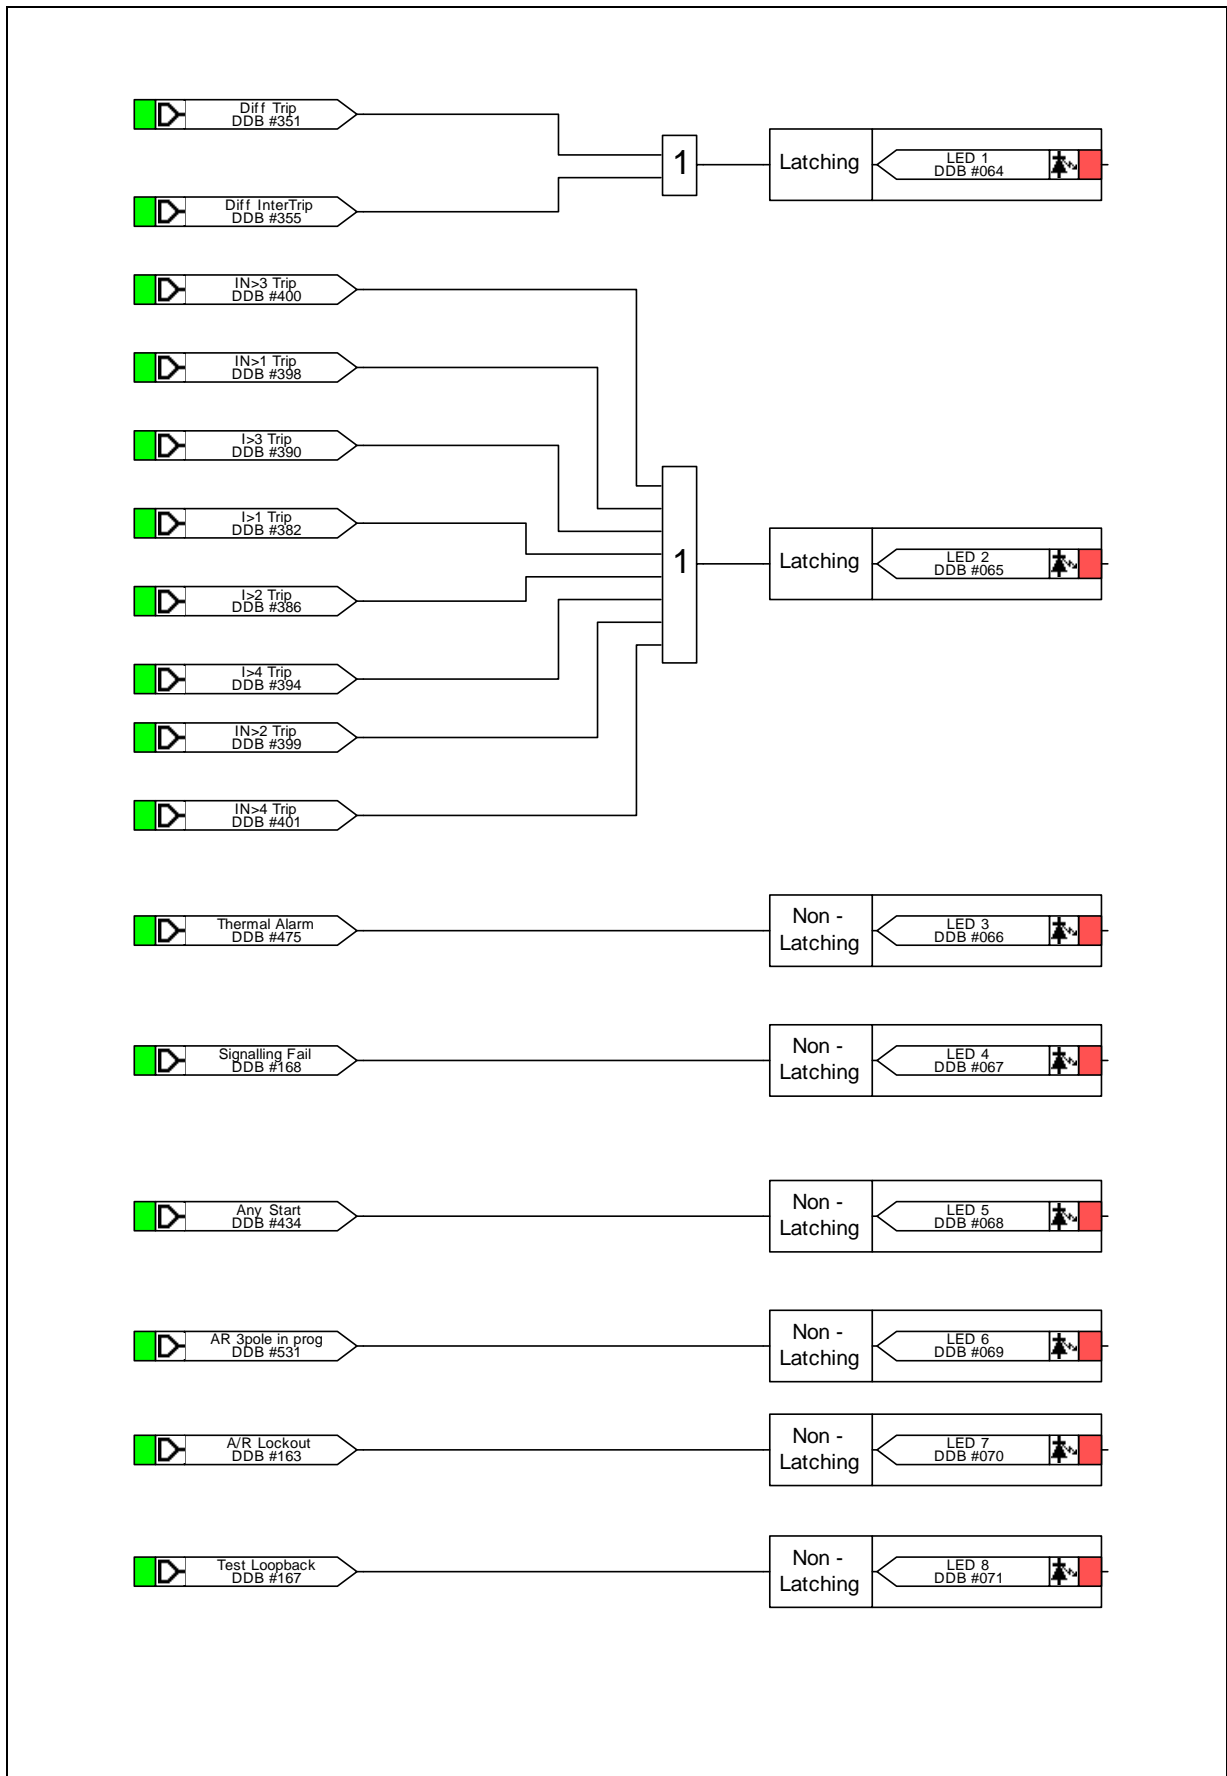 Diff Trip
DDB #351
1
Latching
LED 1
DDB #064
Diff InterTrip
DDB #355
IN>3 Trip
DDB #400
IN>1 Trip
DDB #398
I>3 Trip
DDB #390
I>1 Trip
DDB #382
1
Latching
LED 2
DDB #065
I>2 Trip
DDB #386
I>4 Trip
DDB #394
IN>2 Trip
DDB #399
IN>4 Trip
DDB #401
Thermal Alarm
DDB #475
Non -
Latching
LED 3
DDB #066
Signalling Fail
DDB #168
Non -
Latching
LED 4
DDB #067
Any Start
DDB #434
Non -
Latching
LED 5
DDB #068
AR 3pole in prog
DDB #531
Non -
Latching
LED 6
DDB #069
A/R Lockout
DDB #163
Non -
Latching
LED 7
DDB #070
Test Loopback
DDB #167
Non -
Latching
LED 8
DDB #071